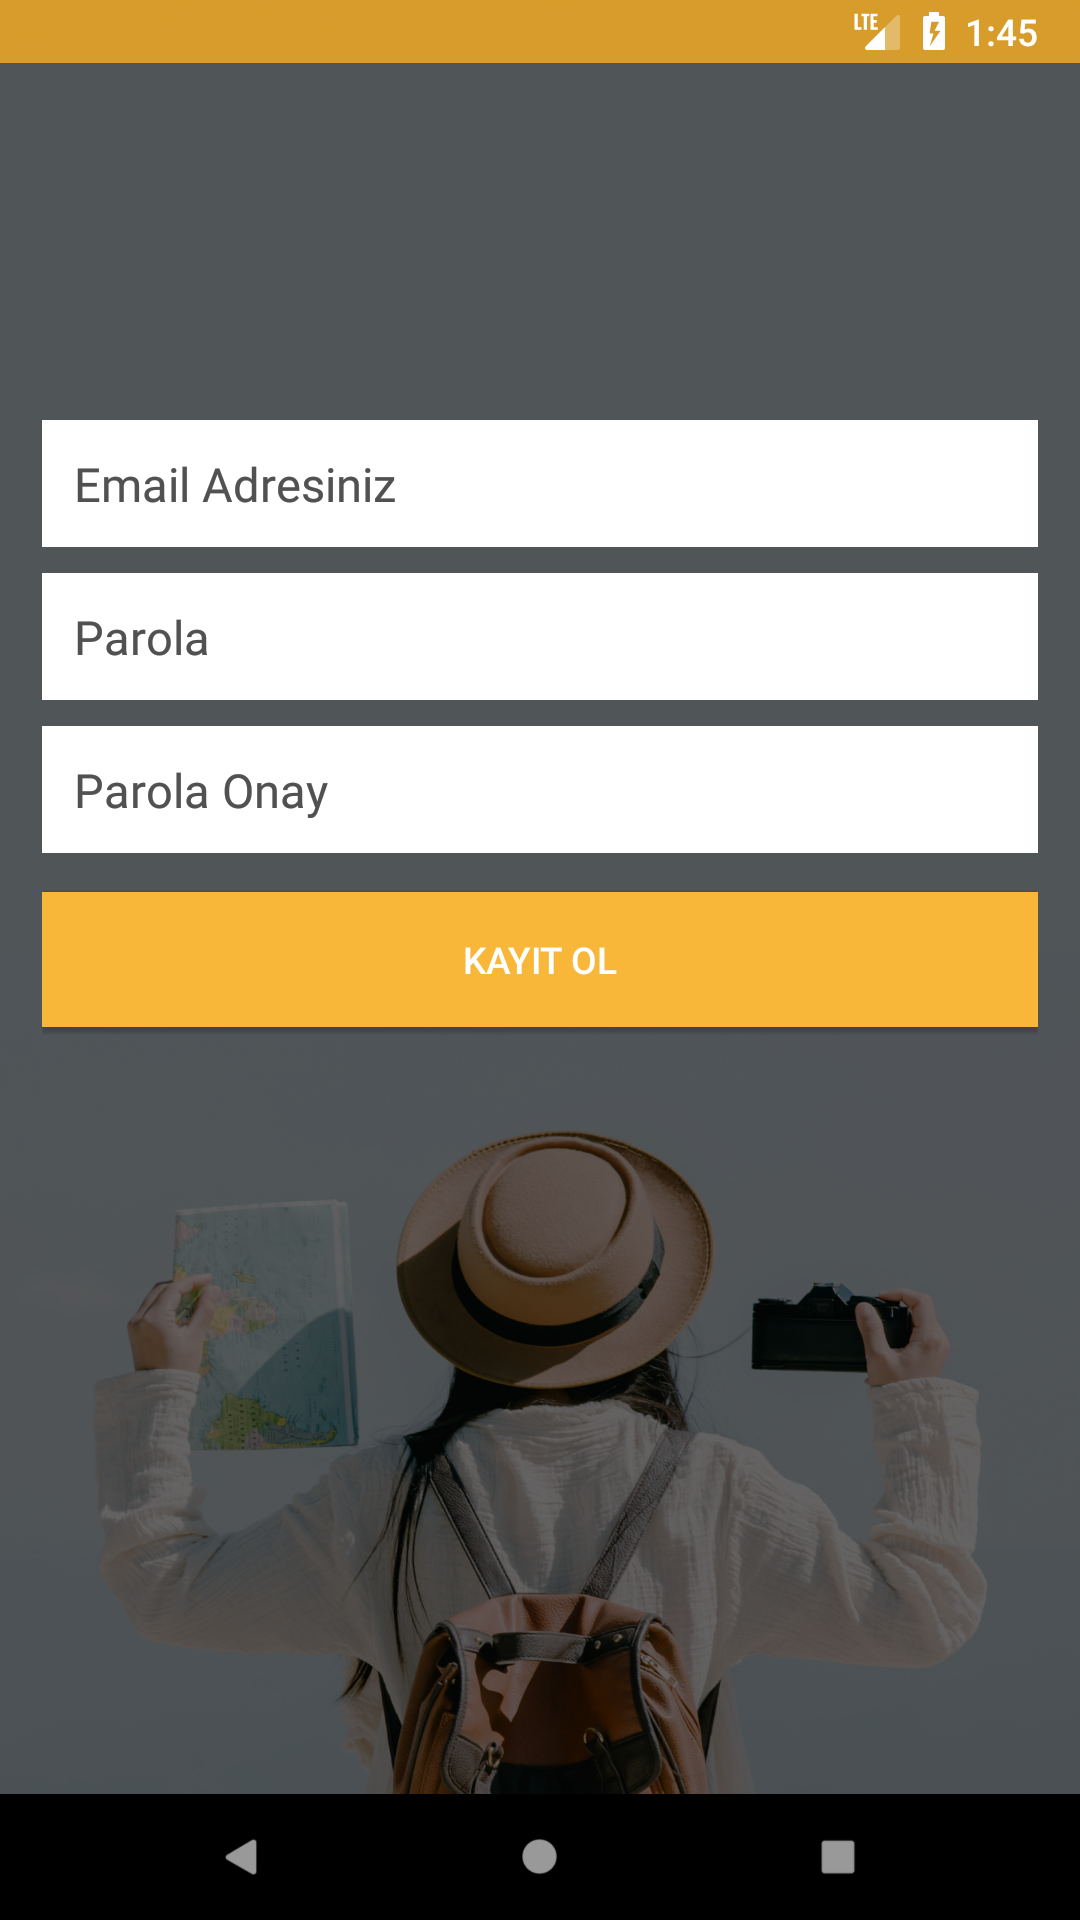 LTE 1:45
Email Adresiniz
Parola
Parola Onay
KAYIT OL